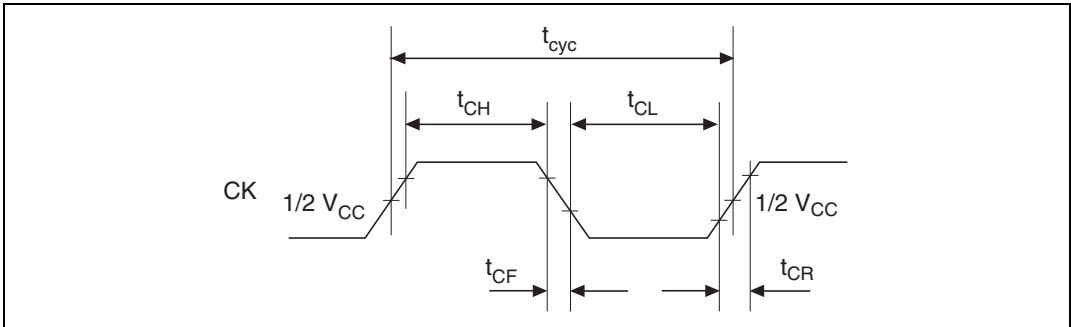 tcyc
tCH
tCL
CK
1/2 VCC
1/2 VCC
tCF
tCR